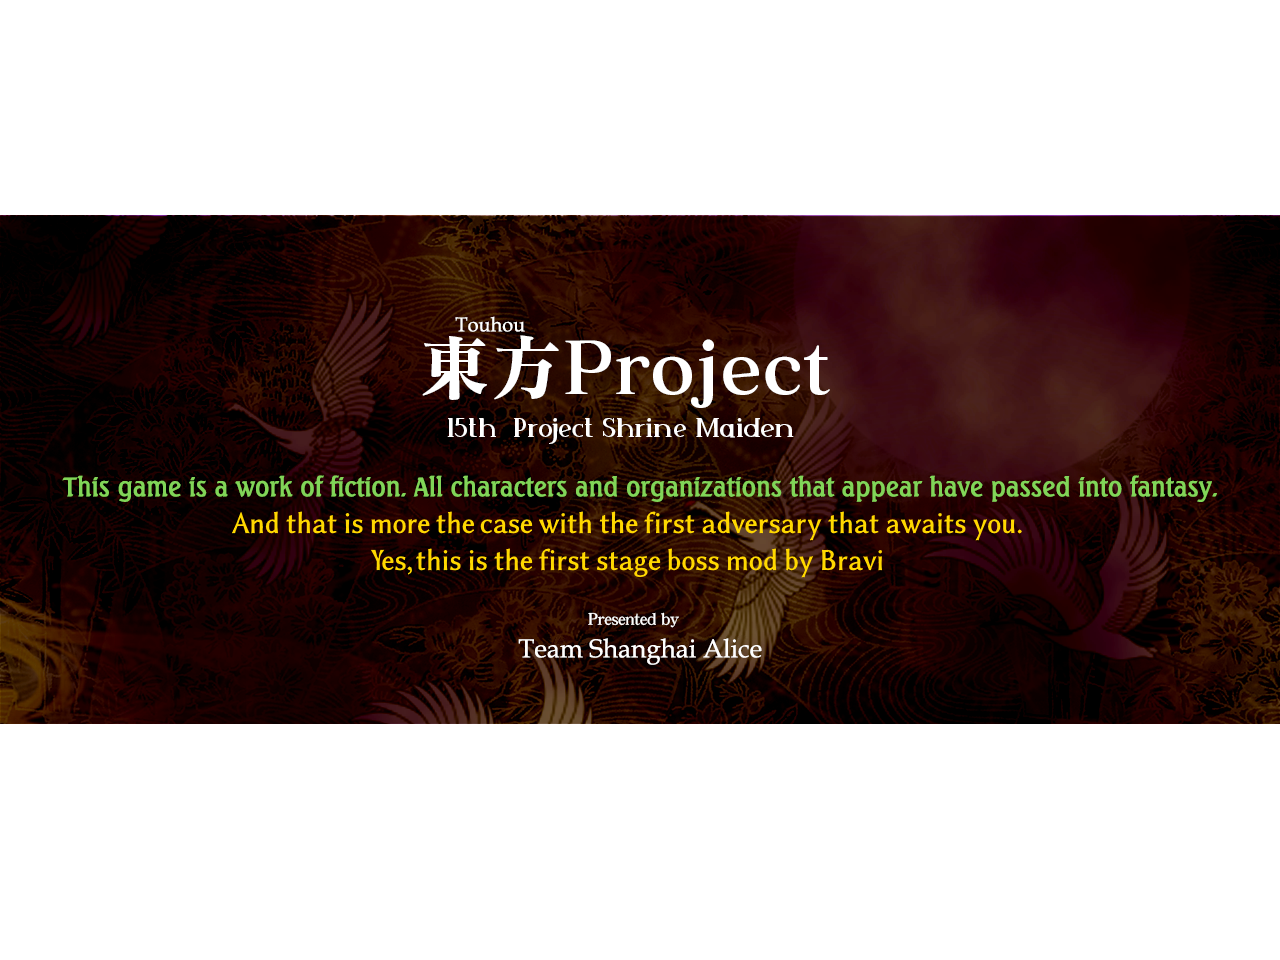 Touhou
東方Project
15th Project Shrine Maiden
This game is a work of fiction. All characters and organizations that appear have passed into fantasy.
And that is more the case with the first adversary that awaits you.
Yes,this is the first stage boss mod by Bravi
Presented by
Team Shanghai Alice